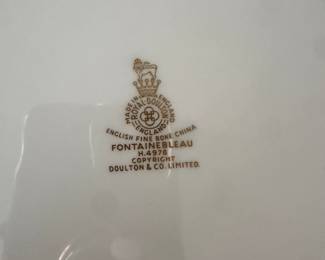 MADE IN ENGLAND
ROYAL DOULTON
ENGLAND
ENGLISH FINE BONE CHINA
FONTAINEBLEAU
H.4978
COPYRIGHT
DOULTON & CO. LIMITED.